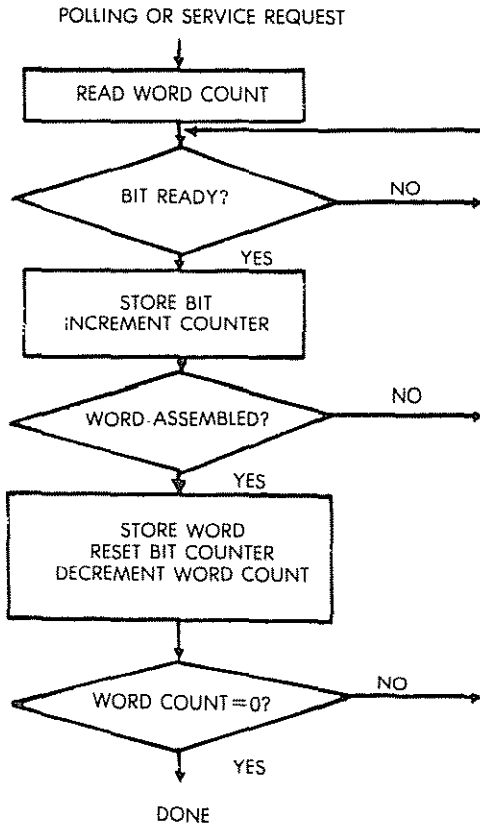 POLLING OR SERVICE REQUEST
READ WORD COUNT
BIT READY?
NO
YES
STORE BIT
INCREMENT COUNTER
WORD ASSEMBLED?
NO
YES
STORE WORD
RESET BIT COUNTER
DECREMENT WORD COUNT
WORD COUNT=0?
NO
YES
DONE